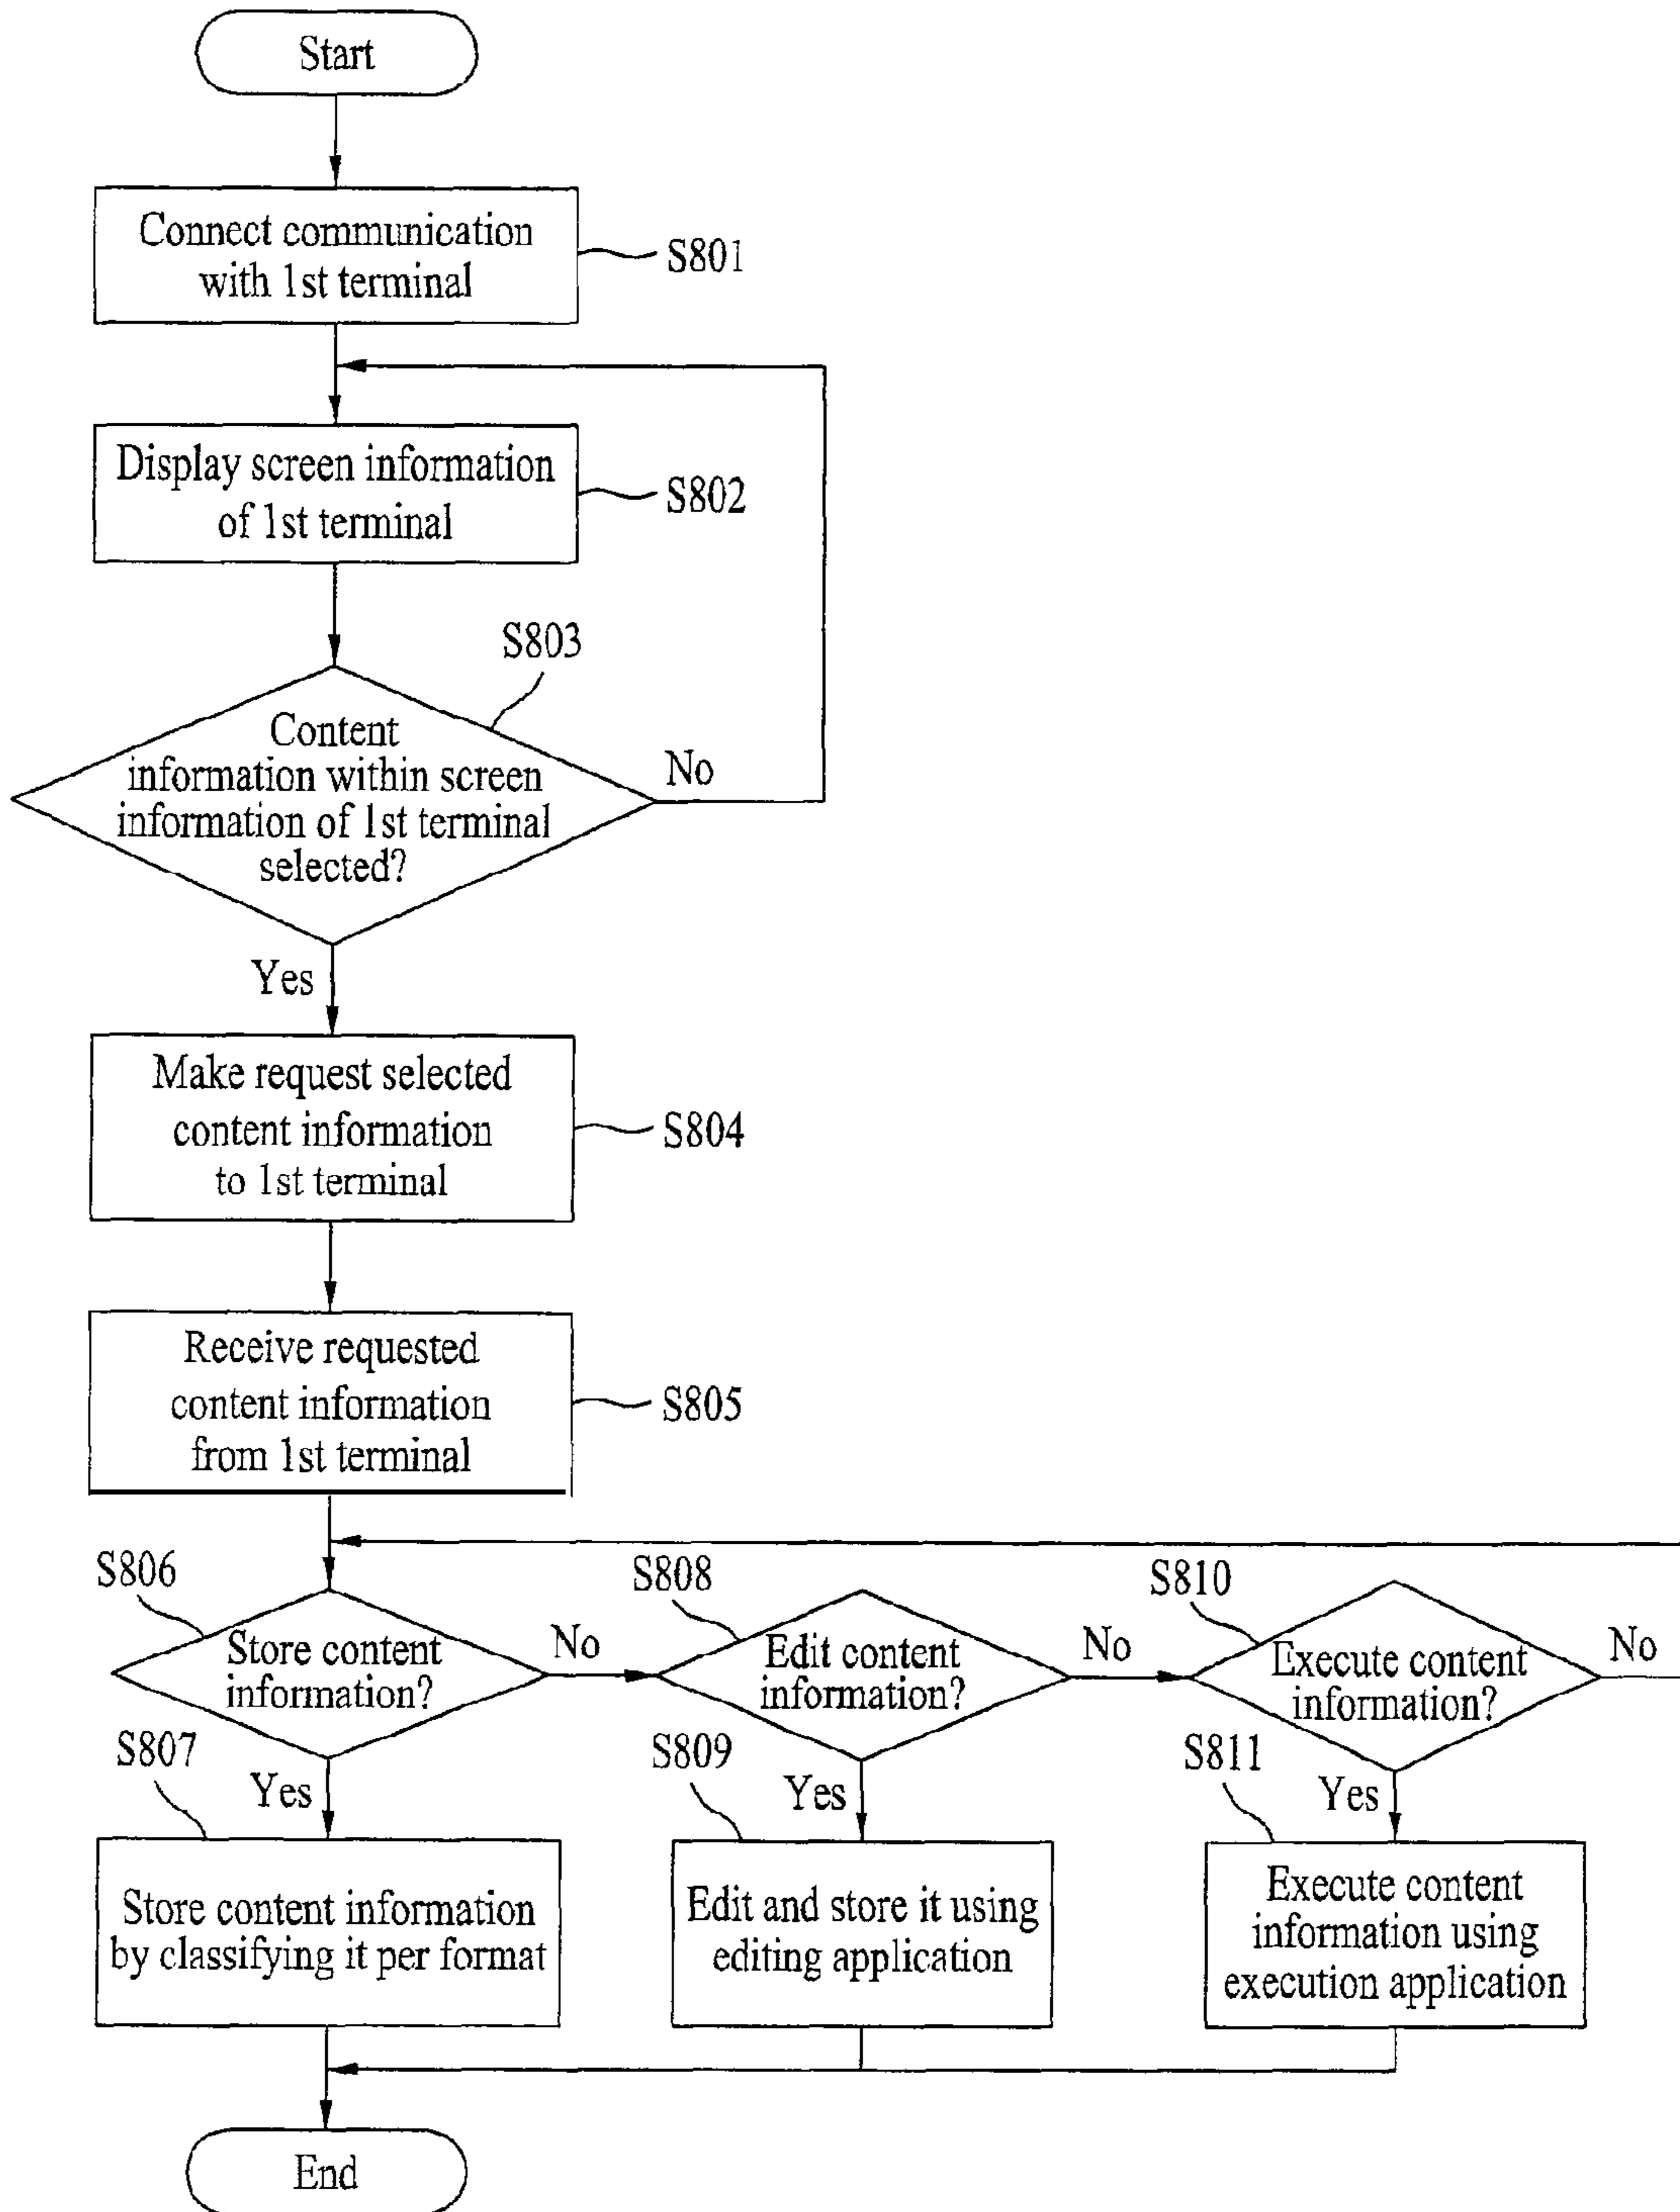 Start
Connect communication
with 1st terminal
S801
Display screen information
of 1st terminal
S802
S803
Content
information within screen
information of 1st terminal
selected?
No
Yes
Make request selected
content information
to 1st terminal
S804
Receive requested
content information
from 1st terminal
S805
S806
Store content
information?
No
S808
Edit content
information?
No
S810
Execute content
information?
No
S807
Yes
Store content information
by classifying it per format
S809
Yes
Edit and store it using
editing application
S811
Yes
Execute content
information using
execution application
End